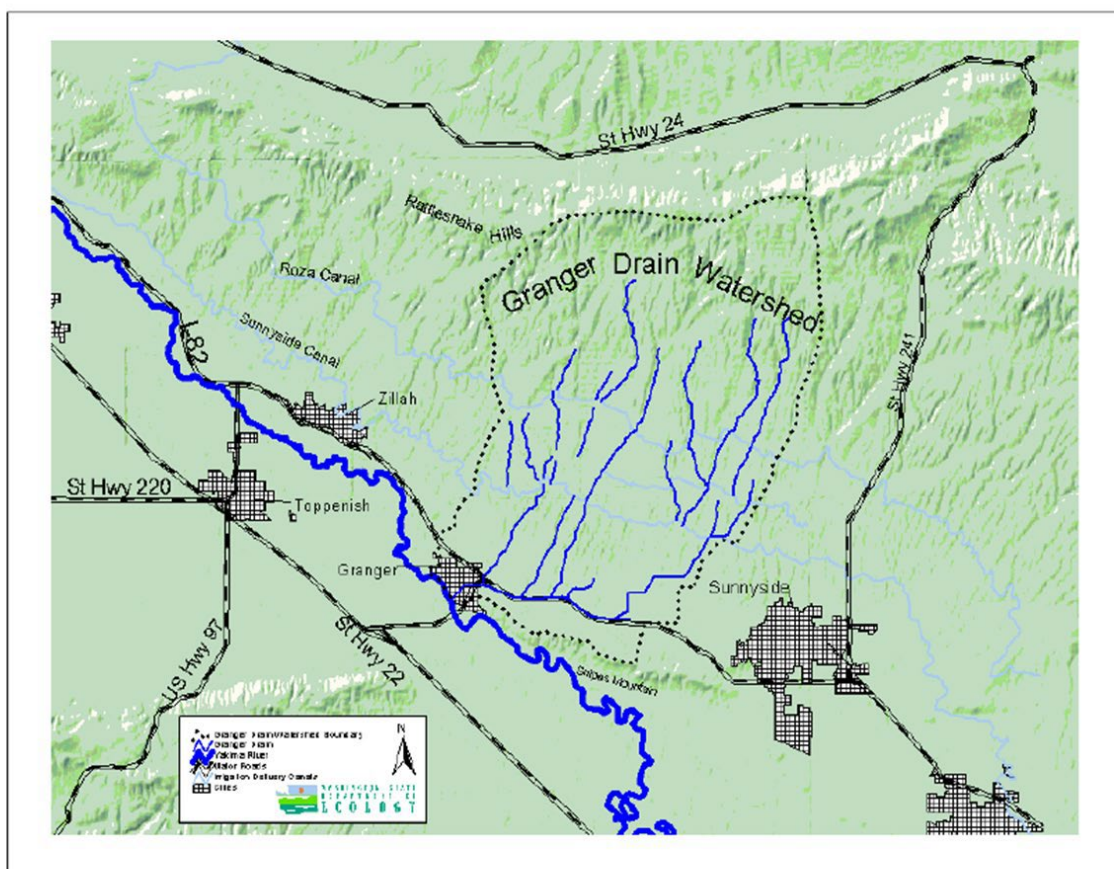 St Hwy 24
Rattlesnake Hills
Granger Drain Watershed
Roza Canal
Sunnyside Canal
I-82
St Hwy 241
Zillah
St Hwy 220
Toppenish
Granger
Sunnyside
St Hwy 22
US Hwy 97
Snipes Mountain
N
Granger Drain Watershed Boundary
Granger Drain
Yakima River
Major Roads
Irrigation Delivery Canals
Cities
WASHINGTON STATE
DEPARTMENT OF
ECOLOGY